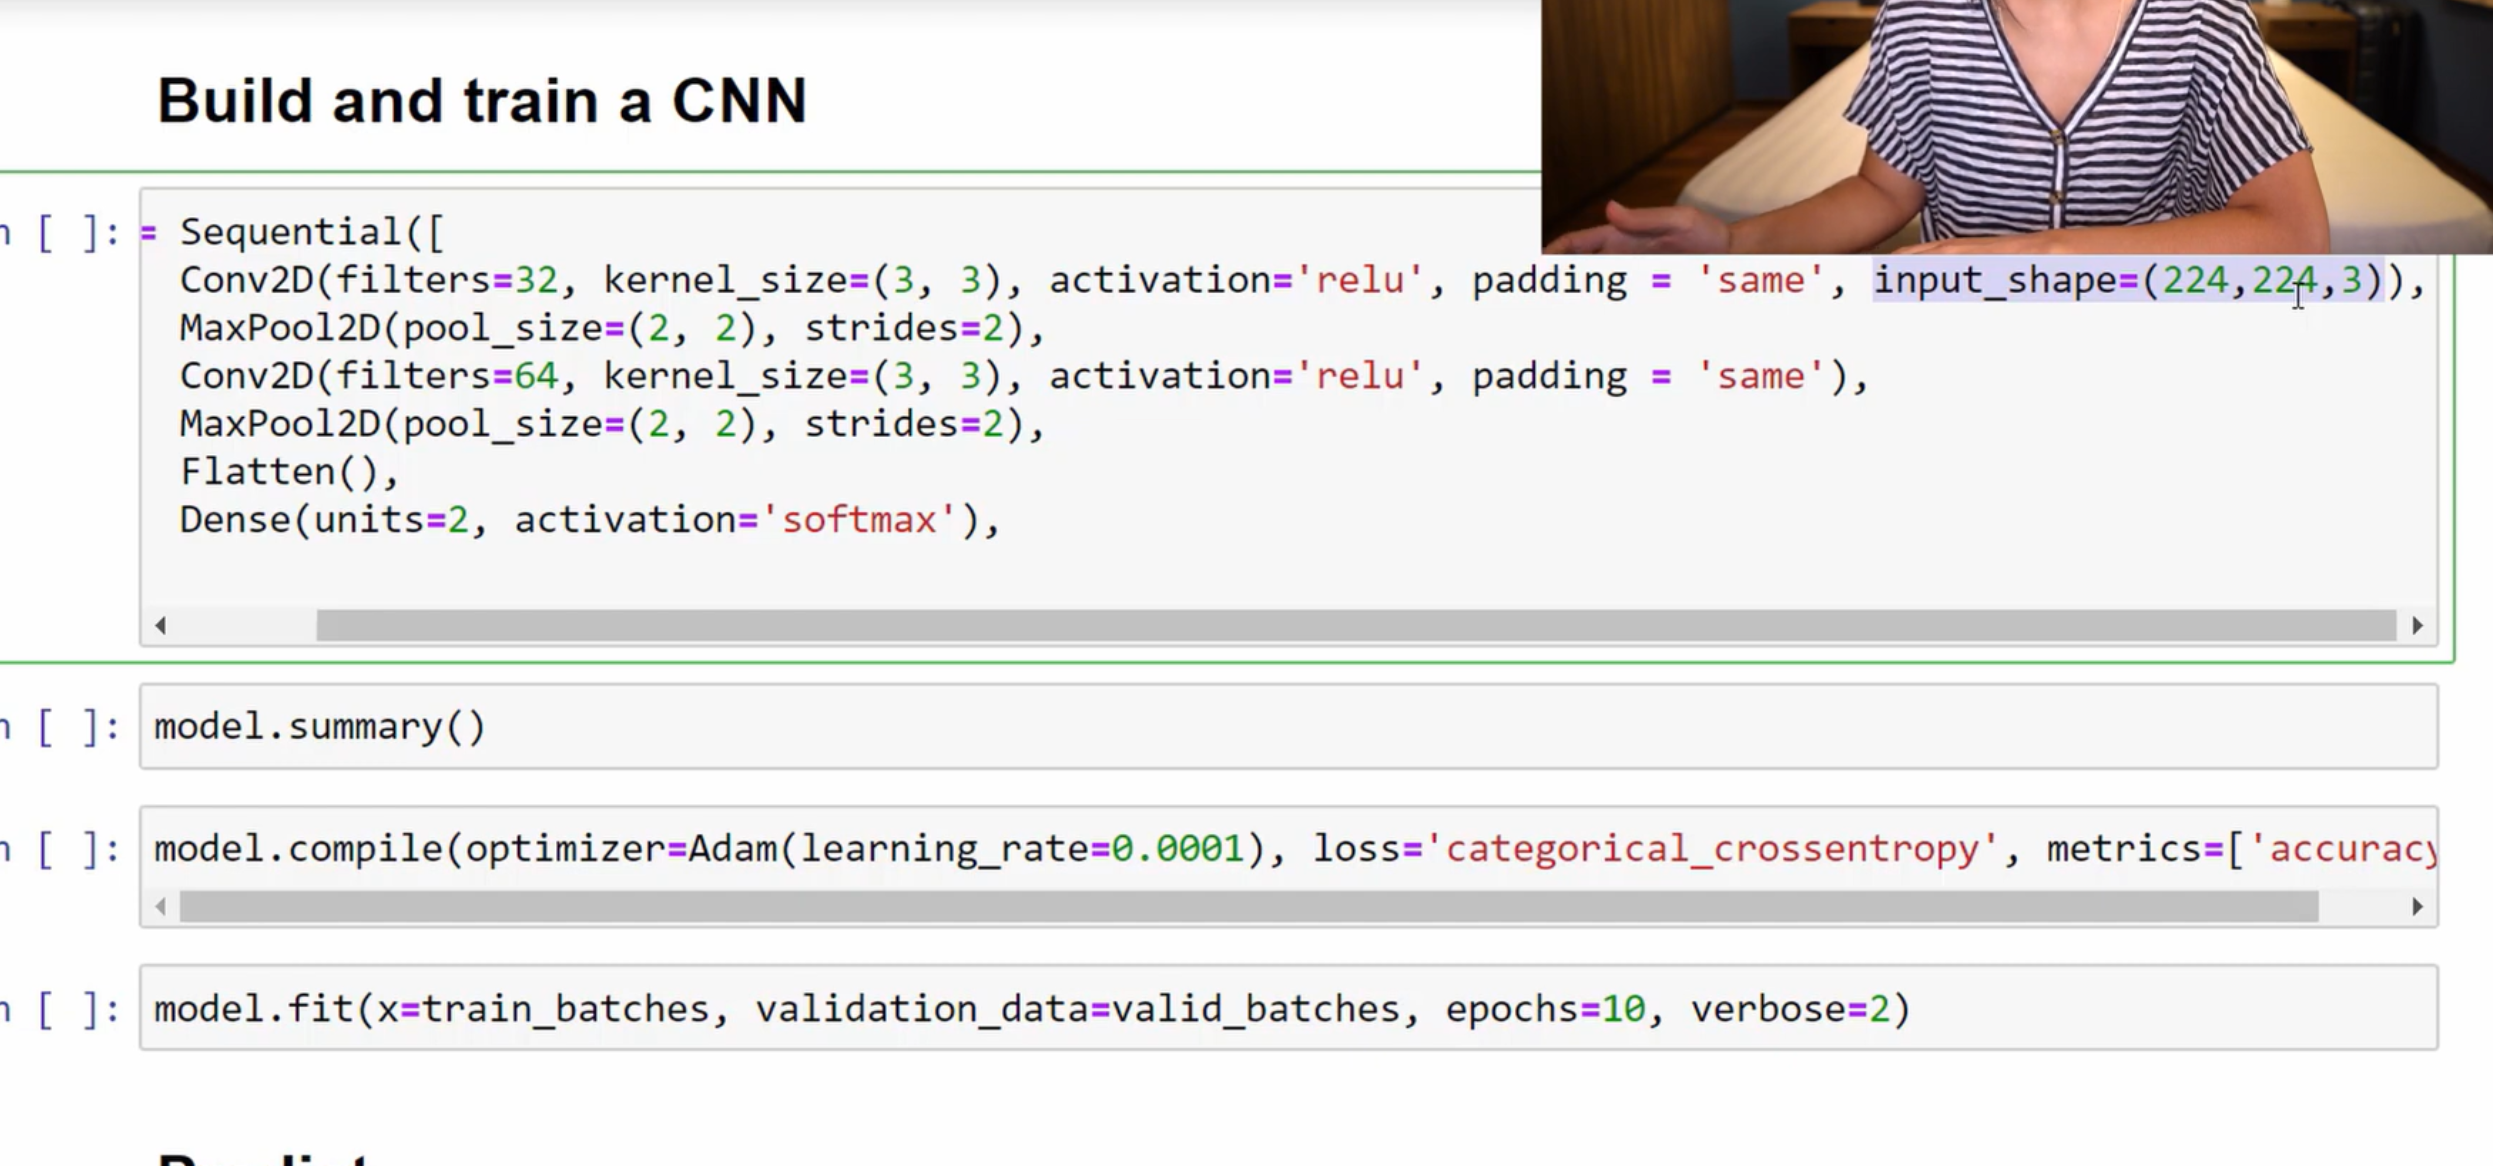 Build and train a CNN
n [ ]: = Sequential([
Conv2D(filters=32, kernel_size=(3, 3), activation='relu', padding = 'same', input_shape=(224,224,3)),
MaxPool2D(pool_size=(2, 2), strides=2),
Conv2D(filters=64, kernel_size=(3, 3), activation='relu', padding = 'same'),
MaxPool2D(pool_size=(2, 2), strides=2),
Flatten(),
Dense(units=2, activation='softmax'),
n [ ]: model.summary()
n [ ]: model.compile(optimizer=Adam(learning_rate=0.0001), loss='categorical_crossentropy', metrics=['accuracy
n [ ]: model.fit(x=train_batches, validation_data=valid_batches, epochs=10, verbose=2)